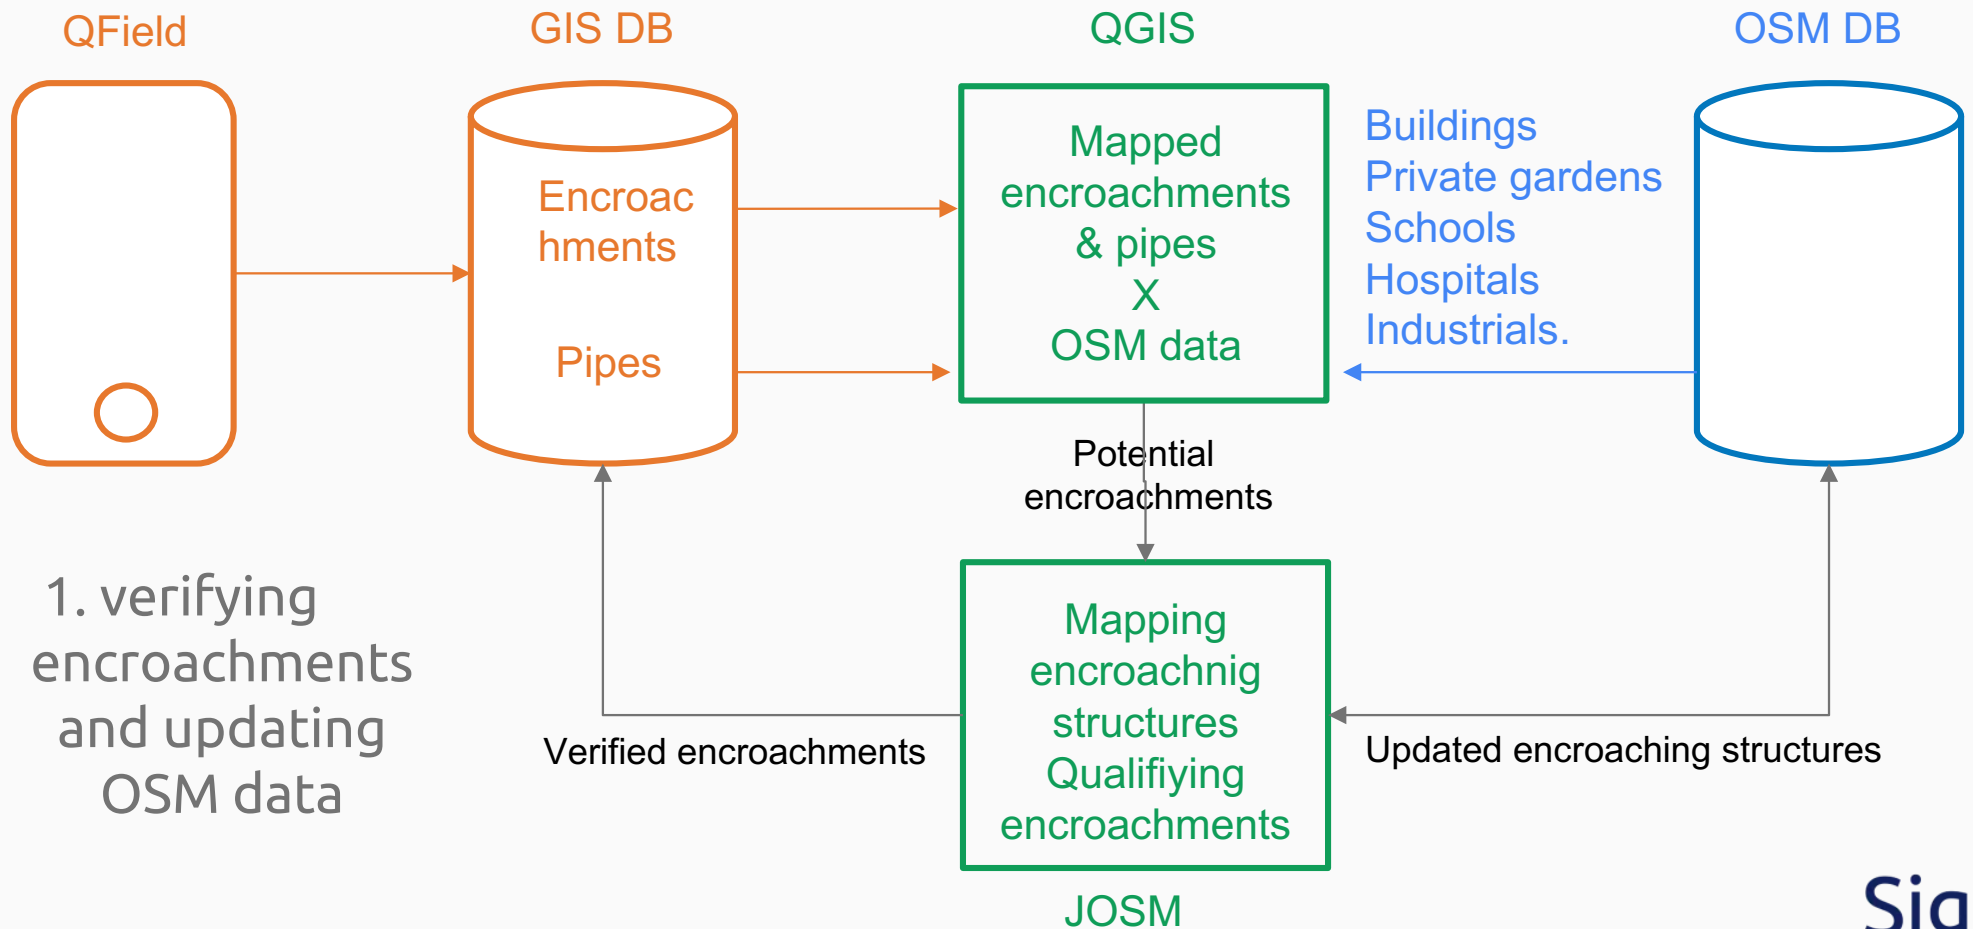 QField
GIS DB
QGIS
OSM DB
Encroac
hments
Pipes
Mapped
encroachments
& pipes
X
OSM data
Buildings
Private gardens
Schools
Hospitals
Industrials.
Potential
encroachments
1. verifying
encroachments
and updating
OSM data
Verified encroachments
Mapping
encroachnig
structures
Qualifiying
encroachments
Updated encroaching structures
JOSM
Sig